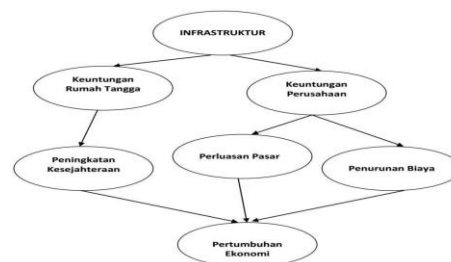 INFRASTRUKTUR
Keuntungan
Rumah Tangga
Keuntungan
Perusahaan
Peningkatan
Kesejahteraan
Perluasan Pasar
Penurunan Biaya
Pertumbuhan
Ekonomi